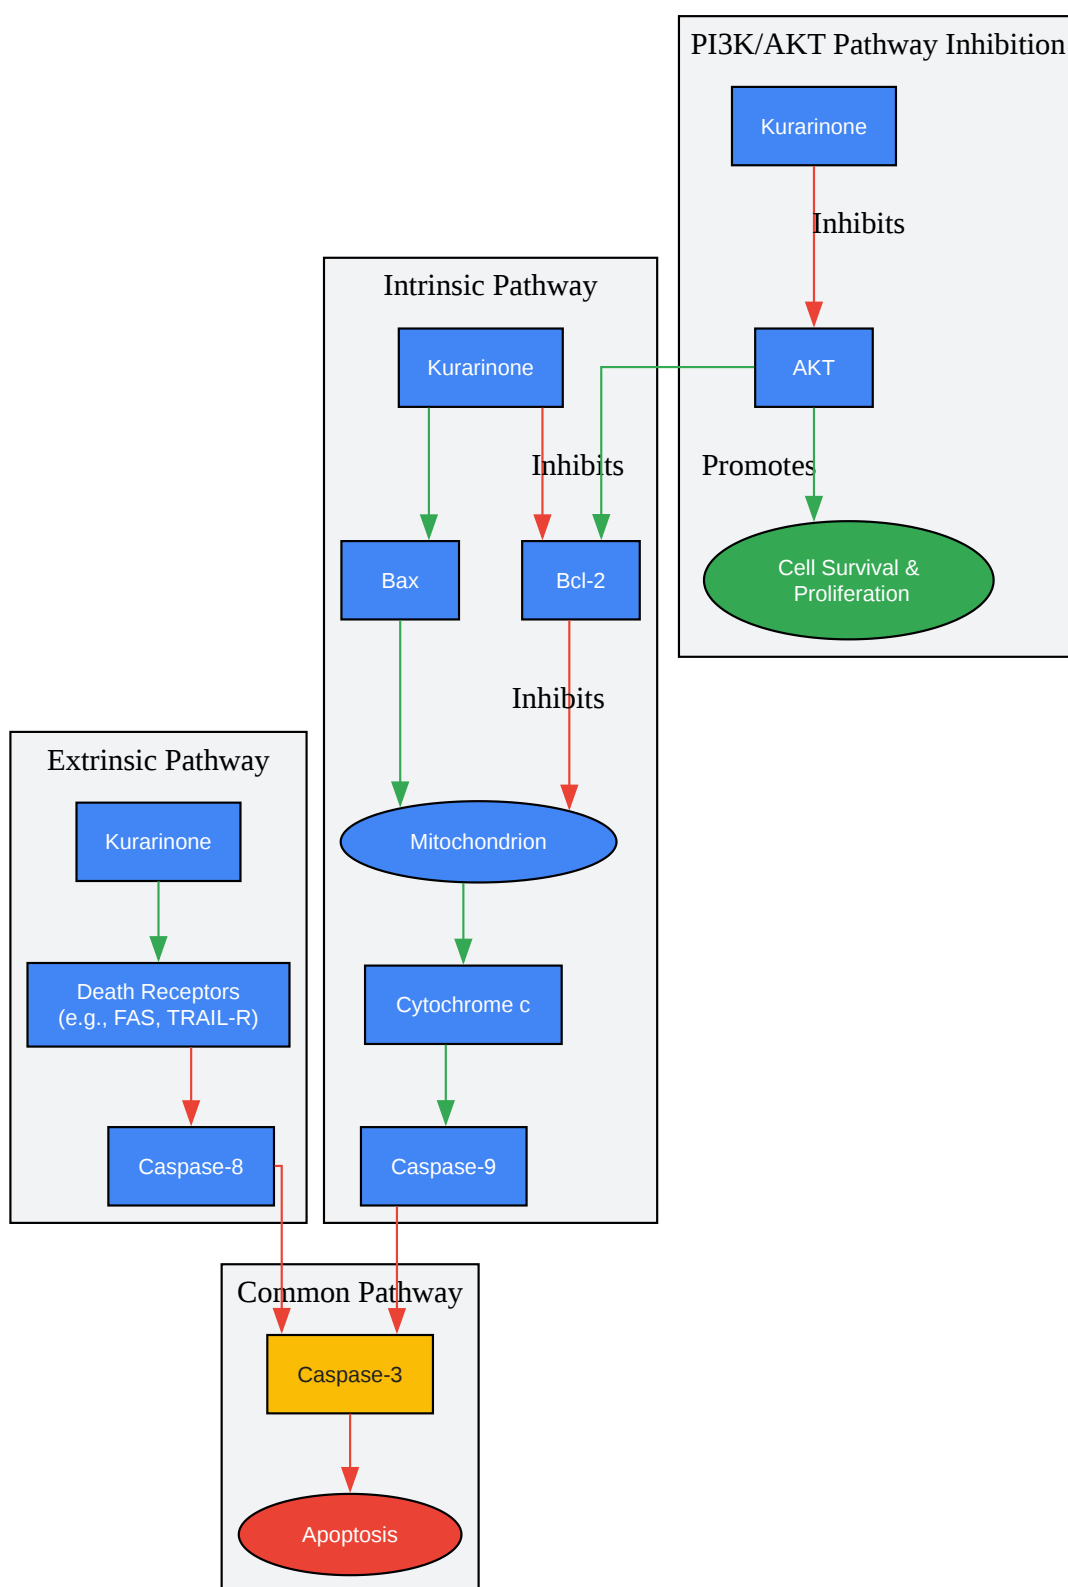 PI3K/AKT Pathway Inhibition
Kurarinone
Inhibits
AKT
Promotes
Cell Survival &
Proliferation
Intrinsic Pathway
Kurarinone
Inhibits
Bax
Bcl-2
Inhibits
Mitochondrion
Cytochrome c
Caspase-9
Extrinsic Pathway
Kurarinone
Death Receptors
(e.g., FAS, TRAIL-R)
Caspase-8
Common Pathway
Caspase-3
Apoptosis